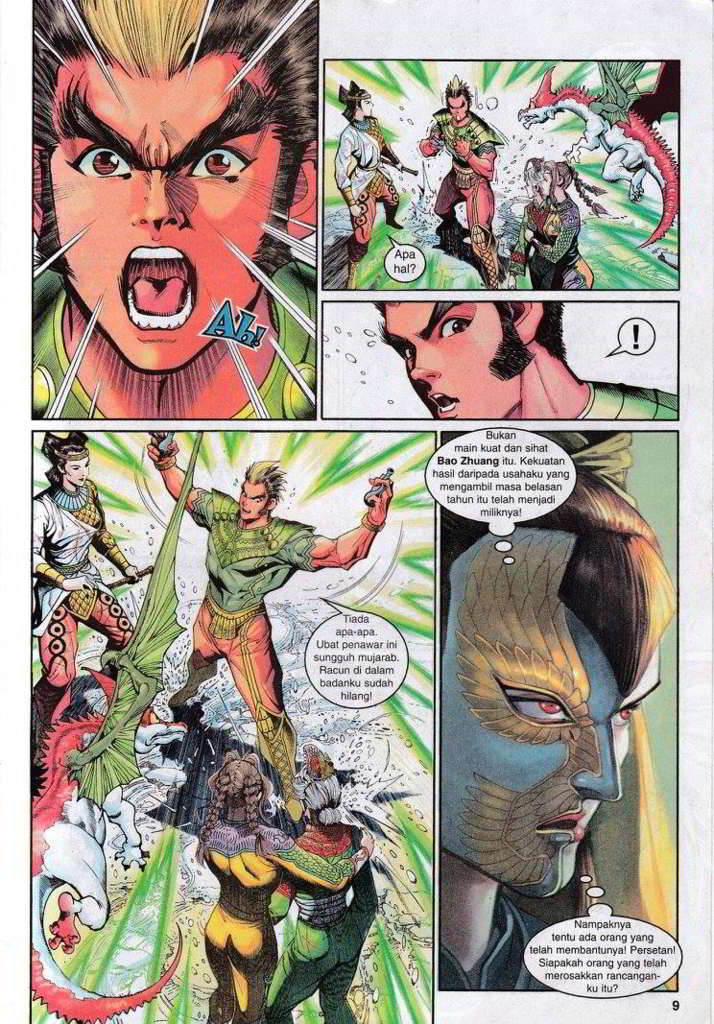 Ah!
Apa
hal?
!
Tiada
apa-apa.
Ubat penawar ini
sungguh mujarab.
Racun di dalam
badanku sudah
hilang!
Bukan
main kuat dan sihat
Bao Zhuang itu. Kekuatan
hasil daripada usahaku yang
mengambil masa belasan
tahun itu telah menjadi
miliknya!
Nampaknya
tentu ada orang yang
telah membantunya! Persetan!
Siapakah orang yang telah
merosakkan rancangan-
ku itu?
9